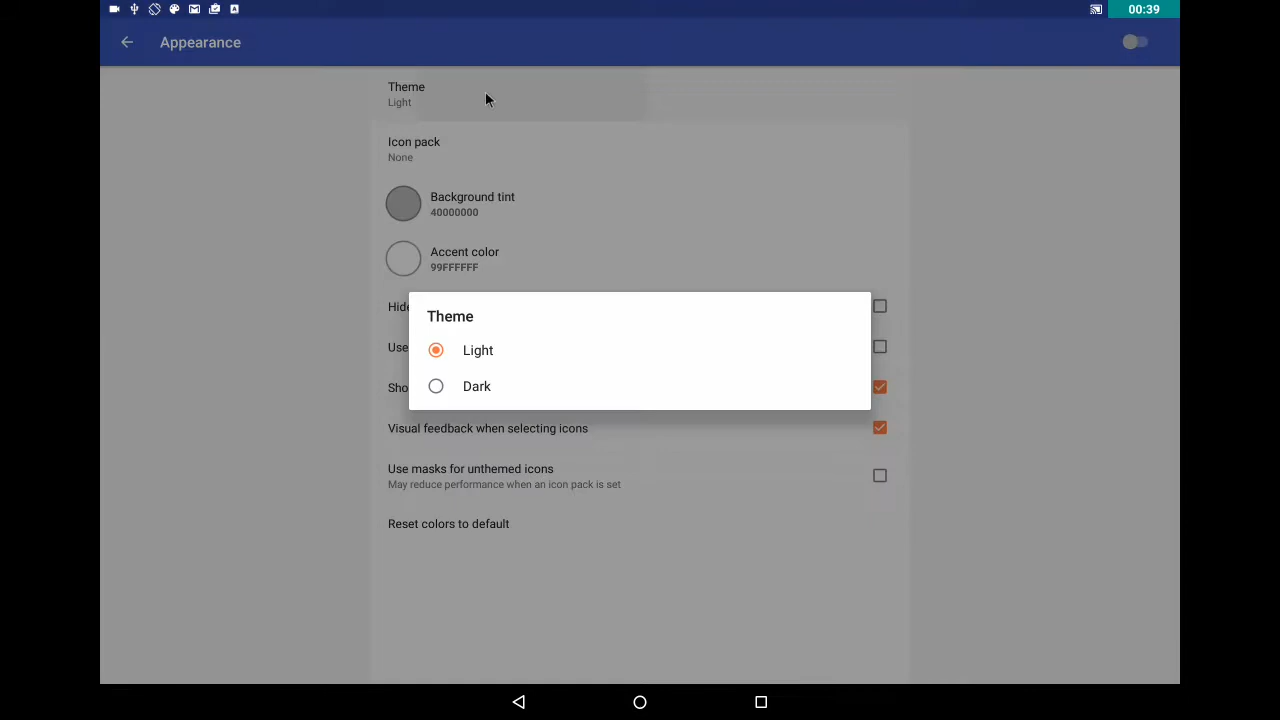 00:39
Appearance
Theme
Light
Icon pack
None
Background tint
40000000
Accent color
99FFFFFF
Hide
Theme
Light
Use
Dark
Sho
Visual feedback when selecting icons
Use masks for unthemed icons
May reduce performance when an icon pack is set
Reset colors to default